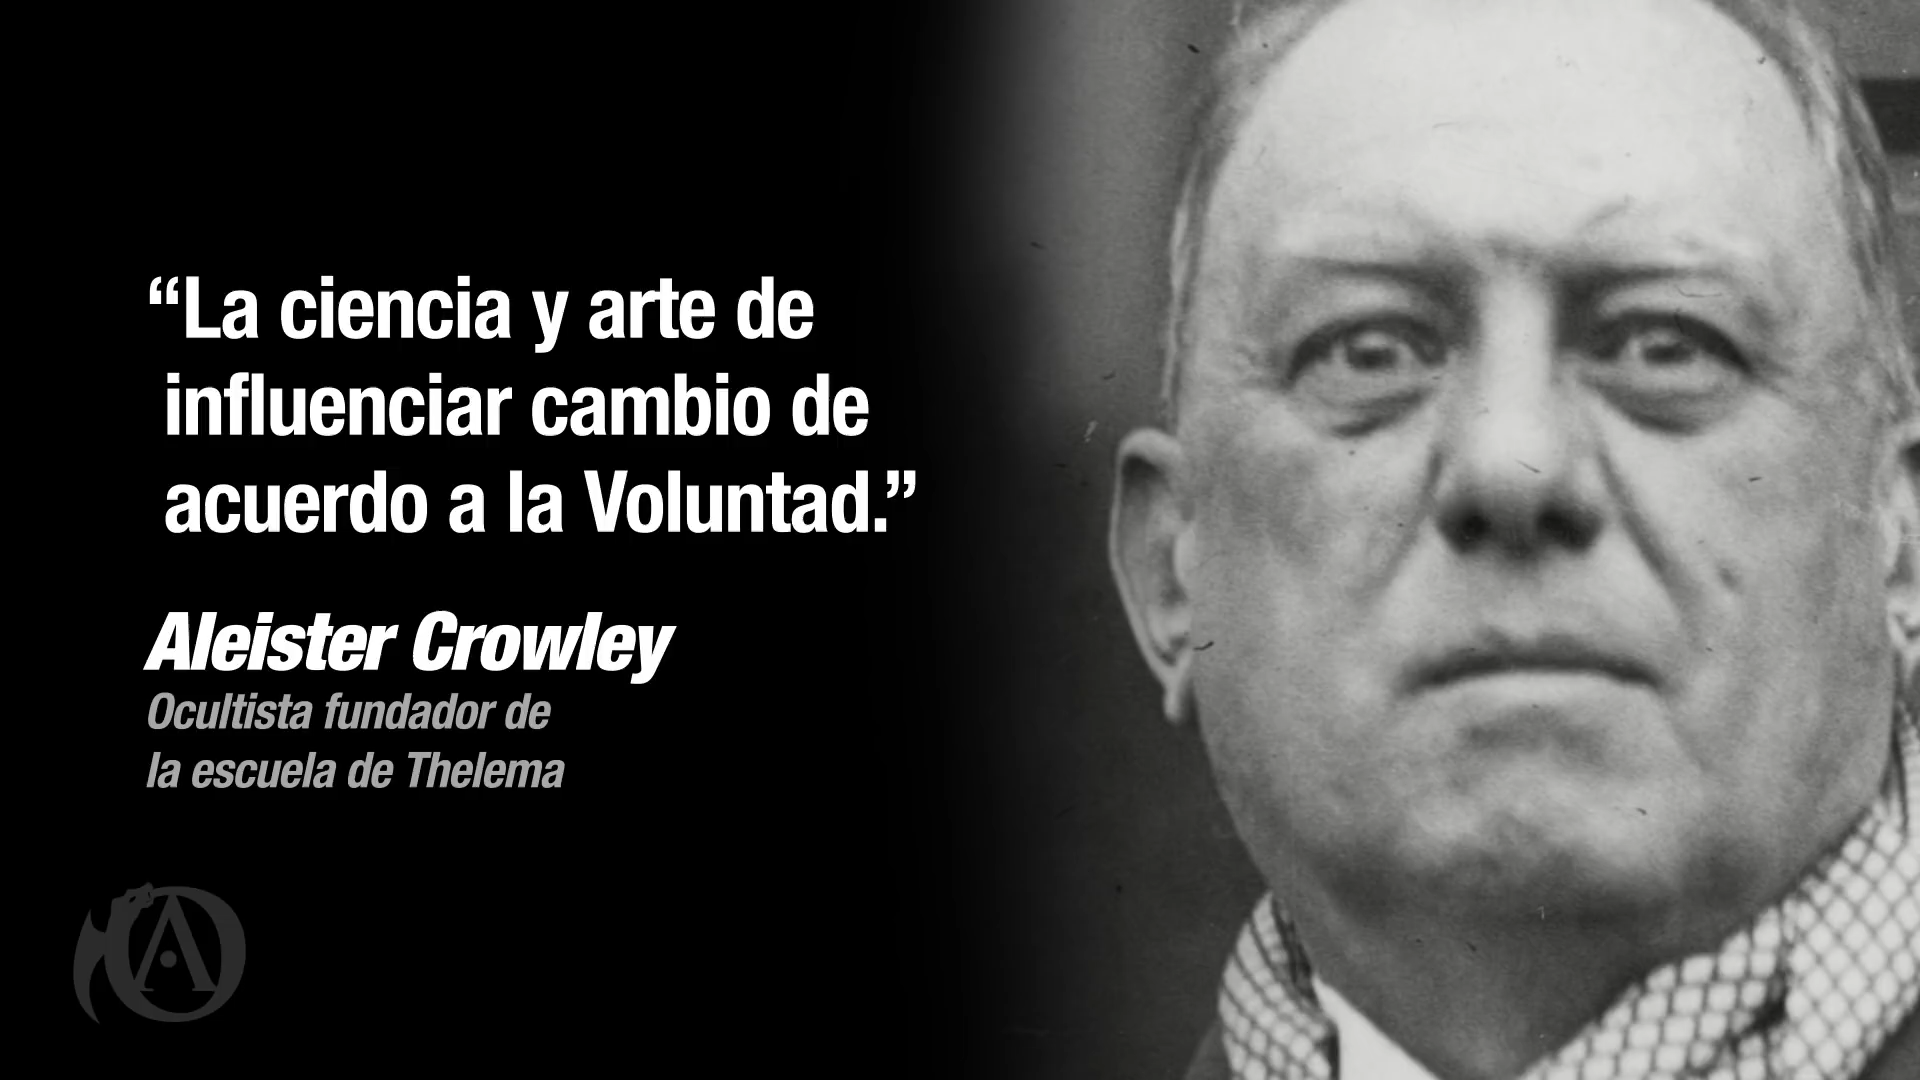 “La ciencia y arte de
influenciar cambio de
acuerdo a la Voluntad.”
Aleister Crowley
Ocultista fundador de
la escuela de Thelema